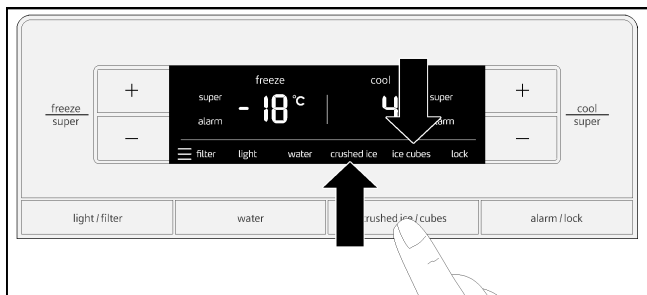 freeze
super
+
−
freeze
super
alarm
- 18 °C
cool
4
super
alarm
filter light water crushed ice ice cubes lock
+
−
cool
super
light / filter water crushed ice / cubes alarm / lock